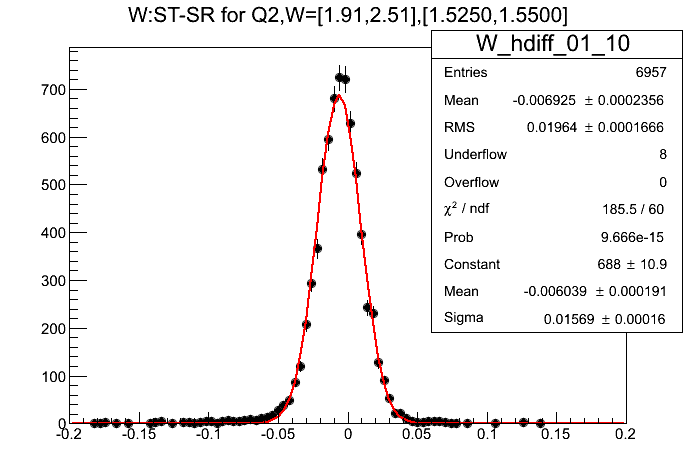 W:ST-SR for Q2,W=[1.91,2.51],[1.5250,1.5500]
W_hdiff_01_10
Entries 6957
Mean -0.006925 ± 0.0002356
RMS 0.01964 ± 0.0001666
Underflow 8
Overflow 0
χ² / ndf 185.5 / 60
Prob 9.666e-15
Constant 688 ± 10.9
Mean -0.006039 ± 0.000191
Sigma 0.01569 ± 0.00016
700
600
500
400
300
200
100
0
-0.2 -0.15 -0.1 -0.05 0 0.05 0.1 0.15 0.2